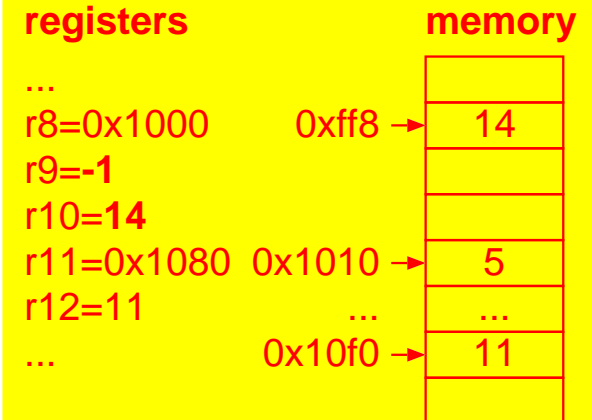 registers memory
...
r8=0x1000 0xff8 14
r9=-1
r10=14
r11=0x1080 0x1010 5
r12=11 ... ...
... 0x10f0 11